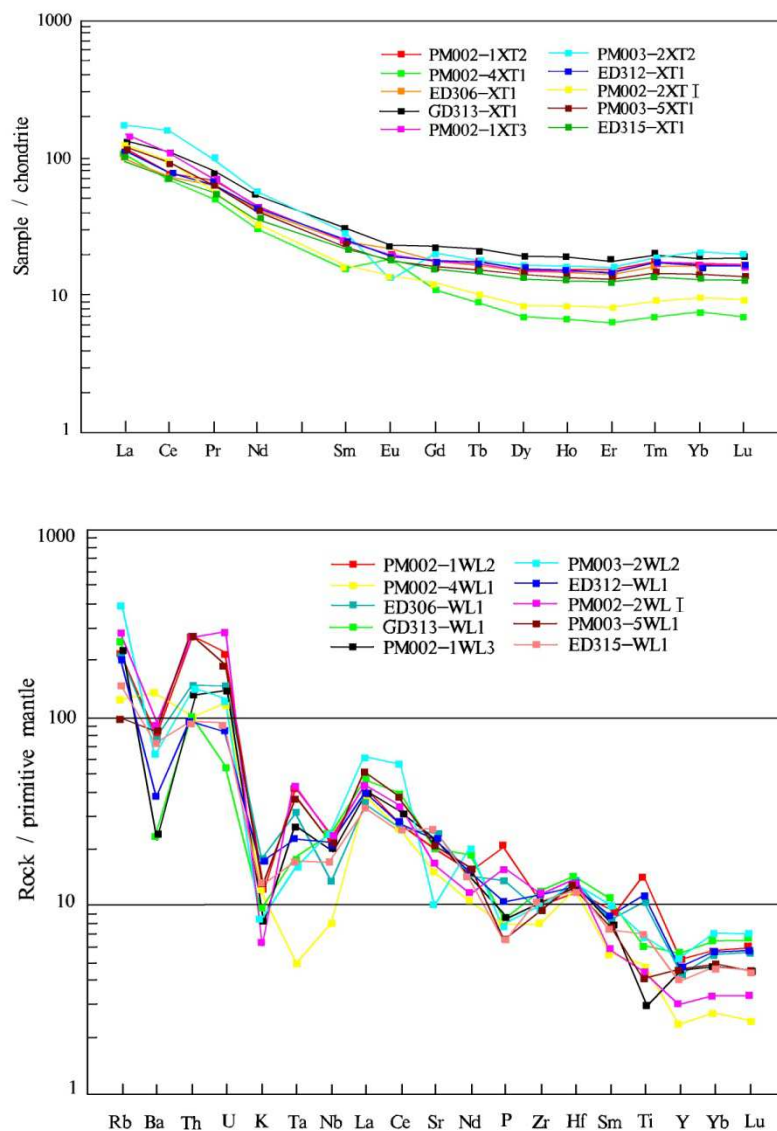 1000
100
10
1
Sample / chondrite
PM002-1XT2
PM002-4XT1
ED306-XT1
GD313-XT1
PM002-1XT3
PM003-2XT2
ED312-XT1
PM002-2XT I
PM003-5XT1
ED315-XT1
La Ce Pr Nd Sm Eu Gd Tb Dy Ho Er Tm Yb Lu
1000
100
10
1
Rock / primitive mantle
PM002-1WL2
PM002-4WL1
ED306-WL1
GD313-WL1
PM002-1WL3
PM003-2WL2
ED312-WL1
PM002-2WL I
PM003-5WL1
ED315-WL1
Rb Ba Th U K Ta Nb La Ce Sr Nd P Zr Hf Sm Ti Y Yb Lu